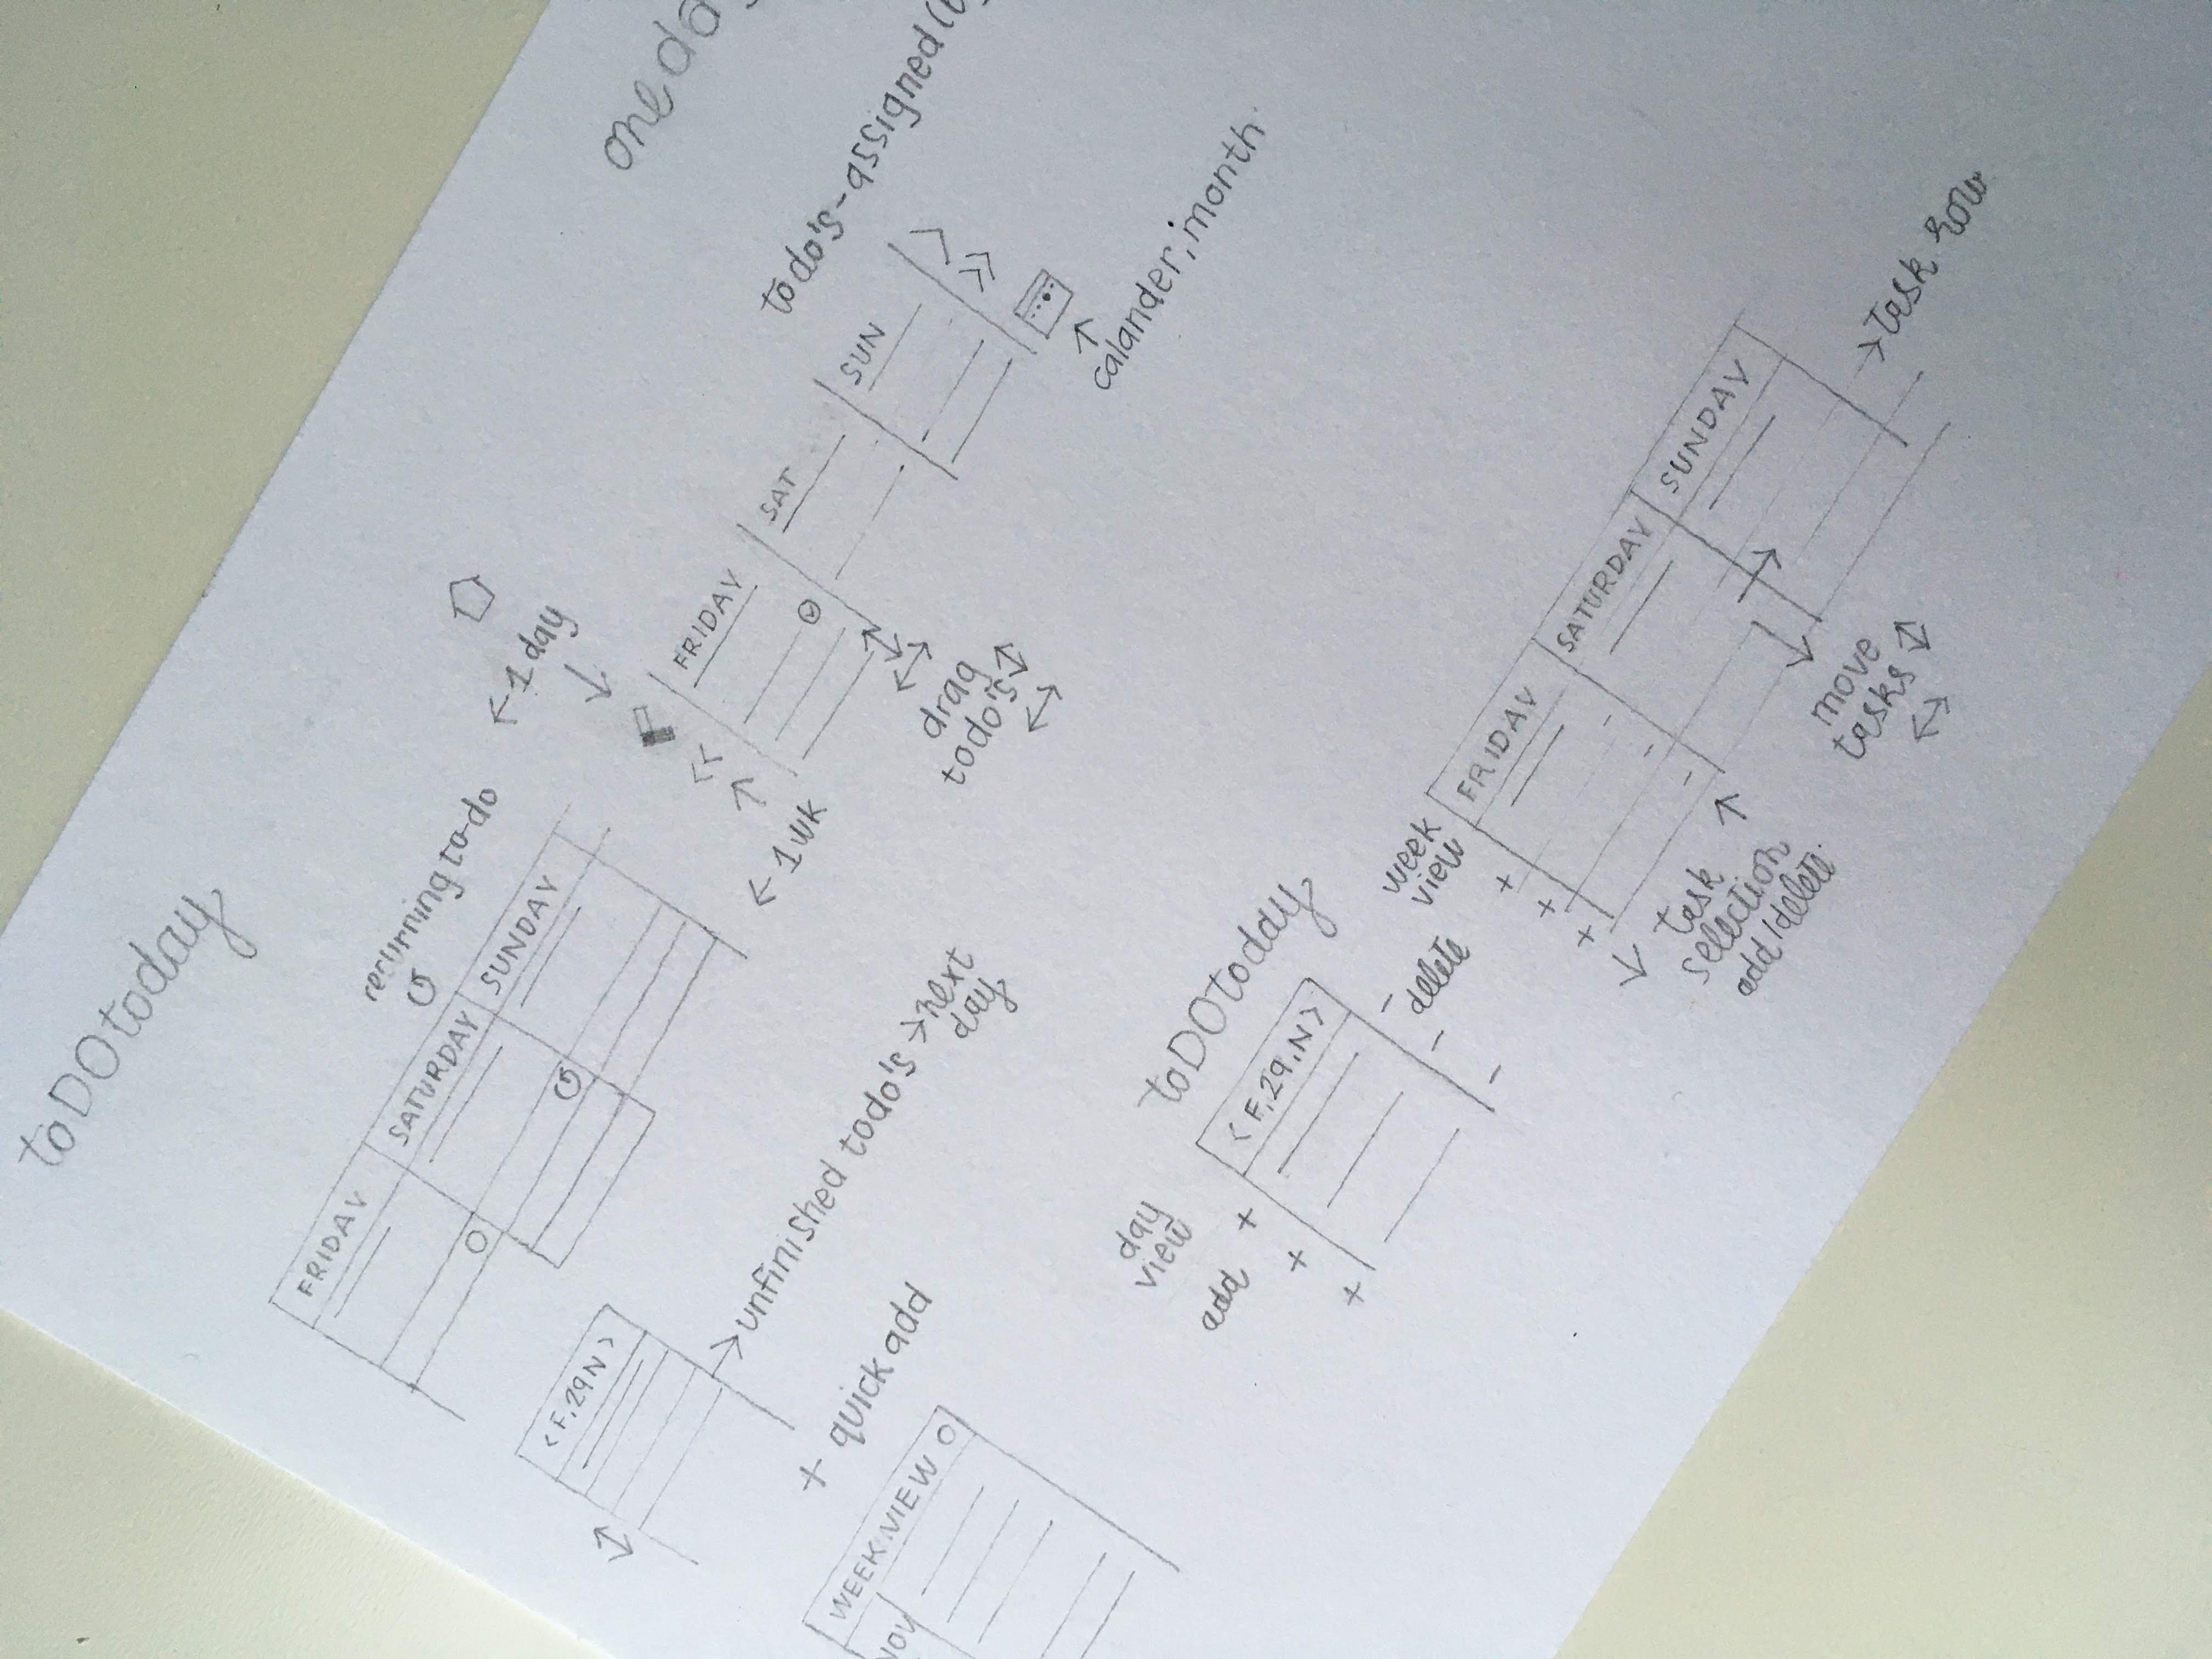 toDOtoday
FRIDAY
SATURDAY
SUNDAY
recurring to-do
< F, 29 N >
→ unfinished todo's → next
day
+ quick add
WEEK VIEW
NOV
← 1 day
↓
<<
↑
← 1 wk
FRIDAY
SAT
SUN
>
>>
drag
todo's
↑
calander, month
one da
todo's - assigned (
day
view
add +
+
+
toDOtoday
< F, 29, N >
-
delete
-
-
week
view
FRIDAY
SATURDAY
SUNDAY
+
+
+
-
-
-
↓
task
selection
add/delete
↑
→
↓
move
tasks
→ task row